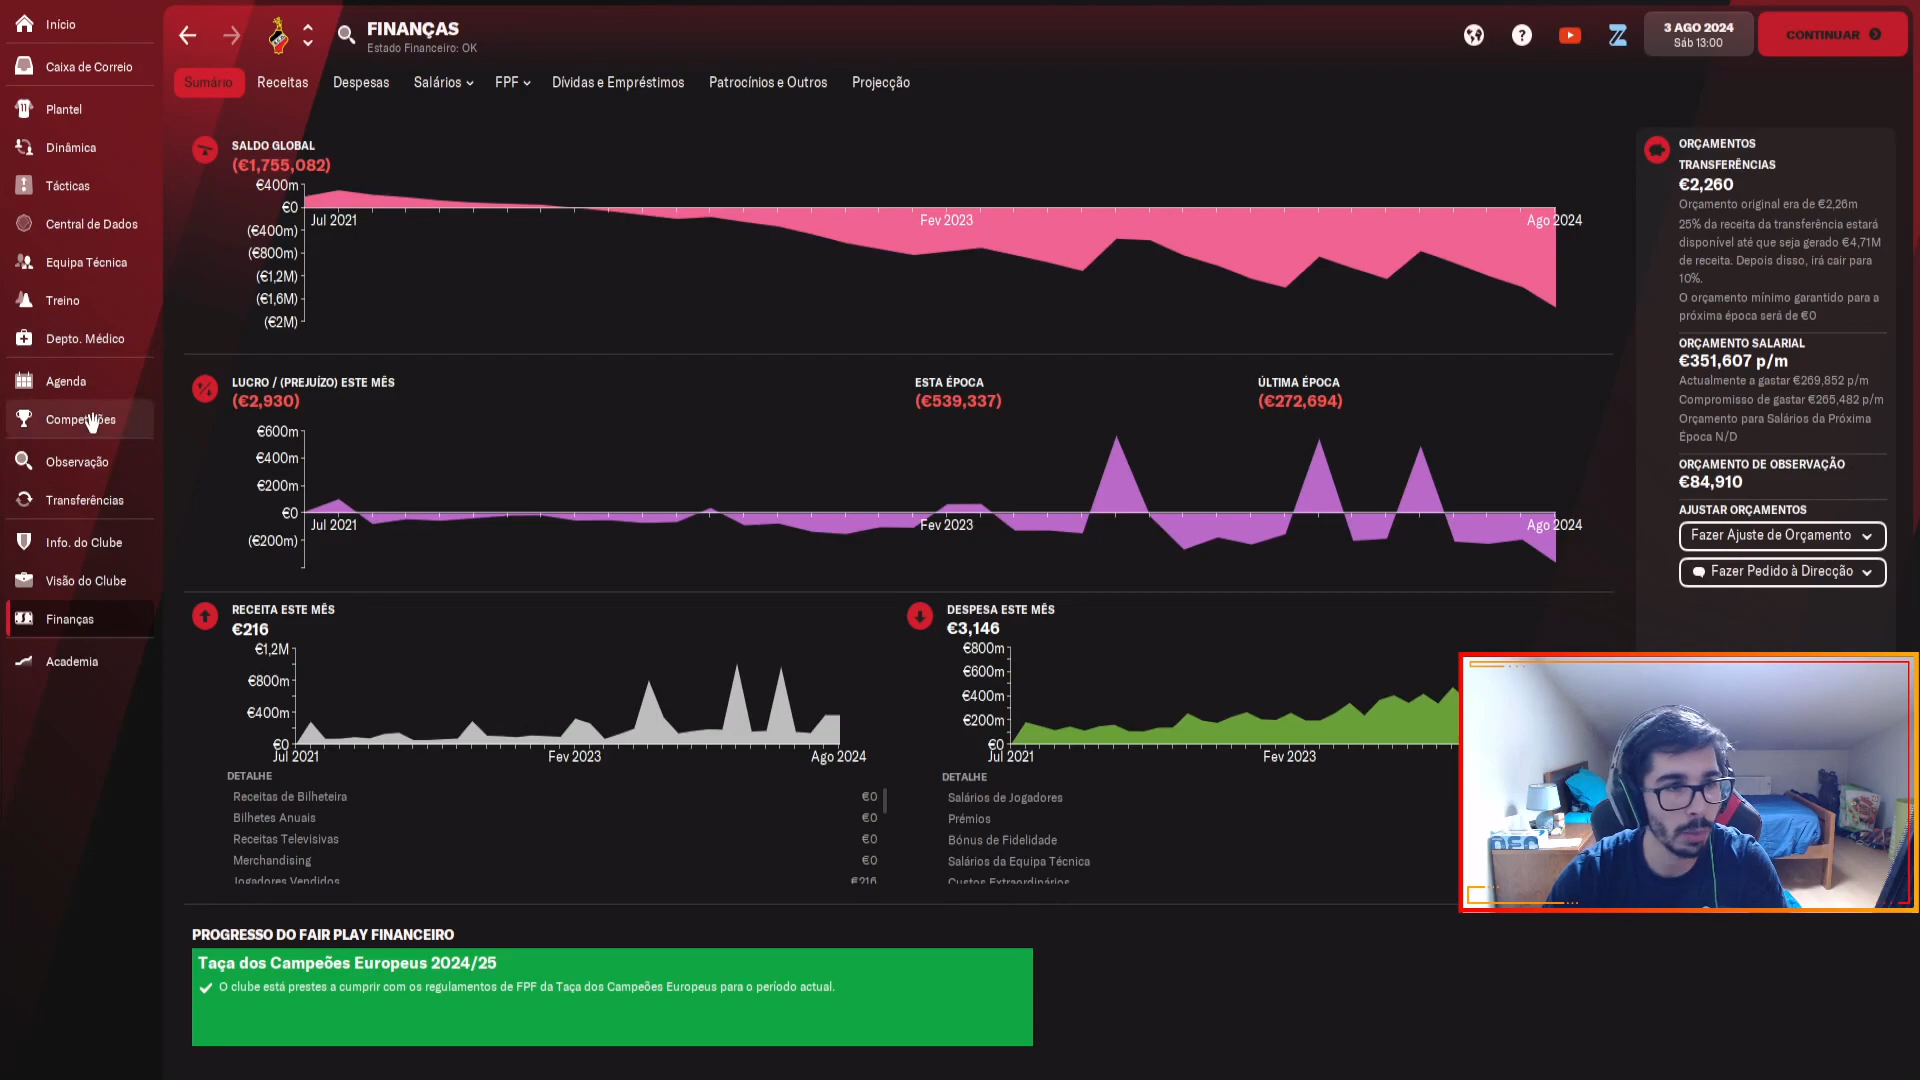 Início
Caixa de Correio
Plantel
Dinâmica
Tácticas
Central de Dados
Equipa Técnica
Treino
Depto. Médico
Agenda
Competições
Observação
Transferências
Info. do Clube
Visão do Clube
Finanças
Academia
FINANÇAS
Estado Financeiro: OK
3 AGO 2024
Sáb 13:00
CONTINUAR
Sumário
Receitas
Despesas
Salários
FPF
Dívidas e Empréstimos
Patrocínios e Outros
Projecção
SALDO GLOBAL
(€1,755,082)
€400m
€0
(€400m)
(€800m)
(€1,2M)
(€1,6M)
(€2M)
Jul 2021
Fev 2023
Ago 2024
LUCRO / (PREJUÍZO) ESTE MÊS
(€2,930)
ESTA ÉPOCA
(€539,337)
ÚLTIMA ÉPOCA
(€272,694)
€600m
€400m
€200m
€0
(€200m)
Jul 2021
Fev 2023
Ago 2024
RECEITA ESTE MÊS
€216
€1,2M
€800m
€400m
€0
Jul 2021
Fev 2023
Ago 2024
DETALHE
Receitas de Bilheteira €0
Bilhetes Anuais €0
Receitas Televisivas €0
Merchandising €0
Jogadores Vendidos €216
DESPESA ESTE MÊS
€3,146
€800m
€600m
€400m
€200m
€0
Jul 2021
Fev 2023
DETALHE
Salários de Jogadores
Prémios
Bónus de Fidelidade
Salários da Equipa Técnica
Custos Extraordinários
PROGRESSO DO FAIR PLAY FINANCEIRO
Taça dos Campeões Europeus 2024/25
O clube está prestes a cumprir com os regulamentos de FPF da Taça dos Campeões Europeus para o período actual.
ORÇAMENTOS
TRANSFERÊNCIAS
€2,260
Orçamento original era de €2,26m
25% da receita da transferência estará
disponível até que seja gerado €4,71M
de receita. Depois disso, irá cair para
10%.
O orçamento mínimo garantido para a
próxima época será de €0
ORÇAMENTO SALARIAL
€351,607 p/m
Actualmente a gastar €269,852 p/m
Compromisso de gastar €265,482 p/m
Orçamento para Salários da Próxima
Época N/D
ORÇAMENTO DE OBSERVAÇÃO
€84,910
AJUSTAR ORÇAMENTOS
Fazer Ajuste de Orçamento
Fazer Pedido à Direcção